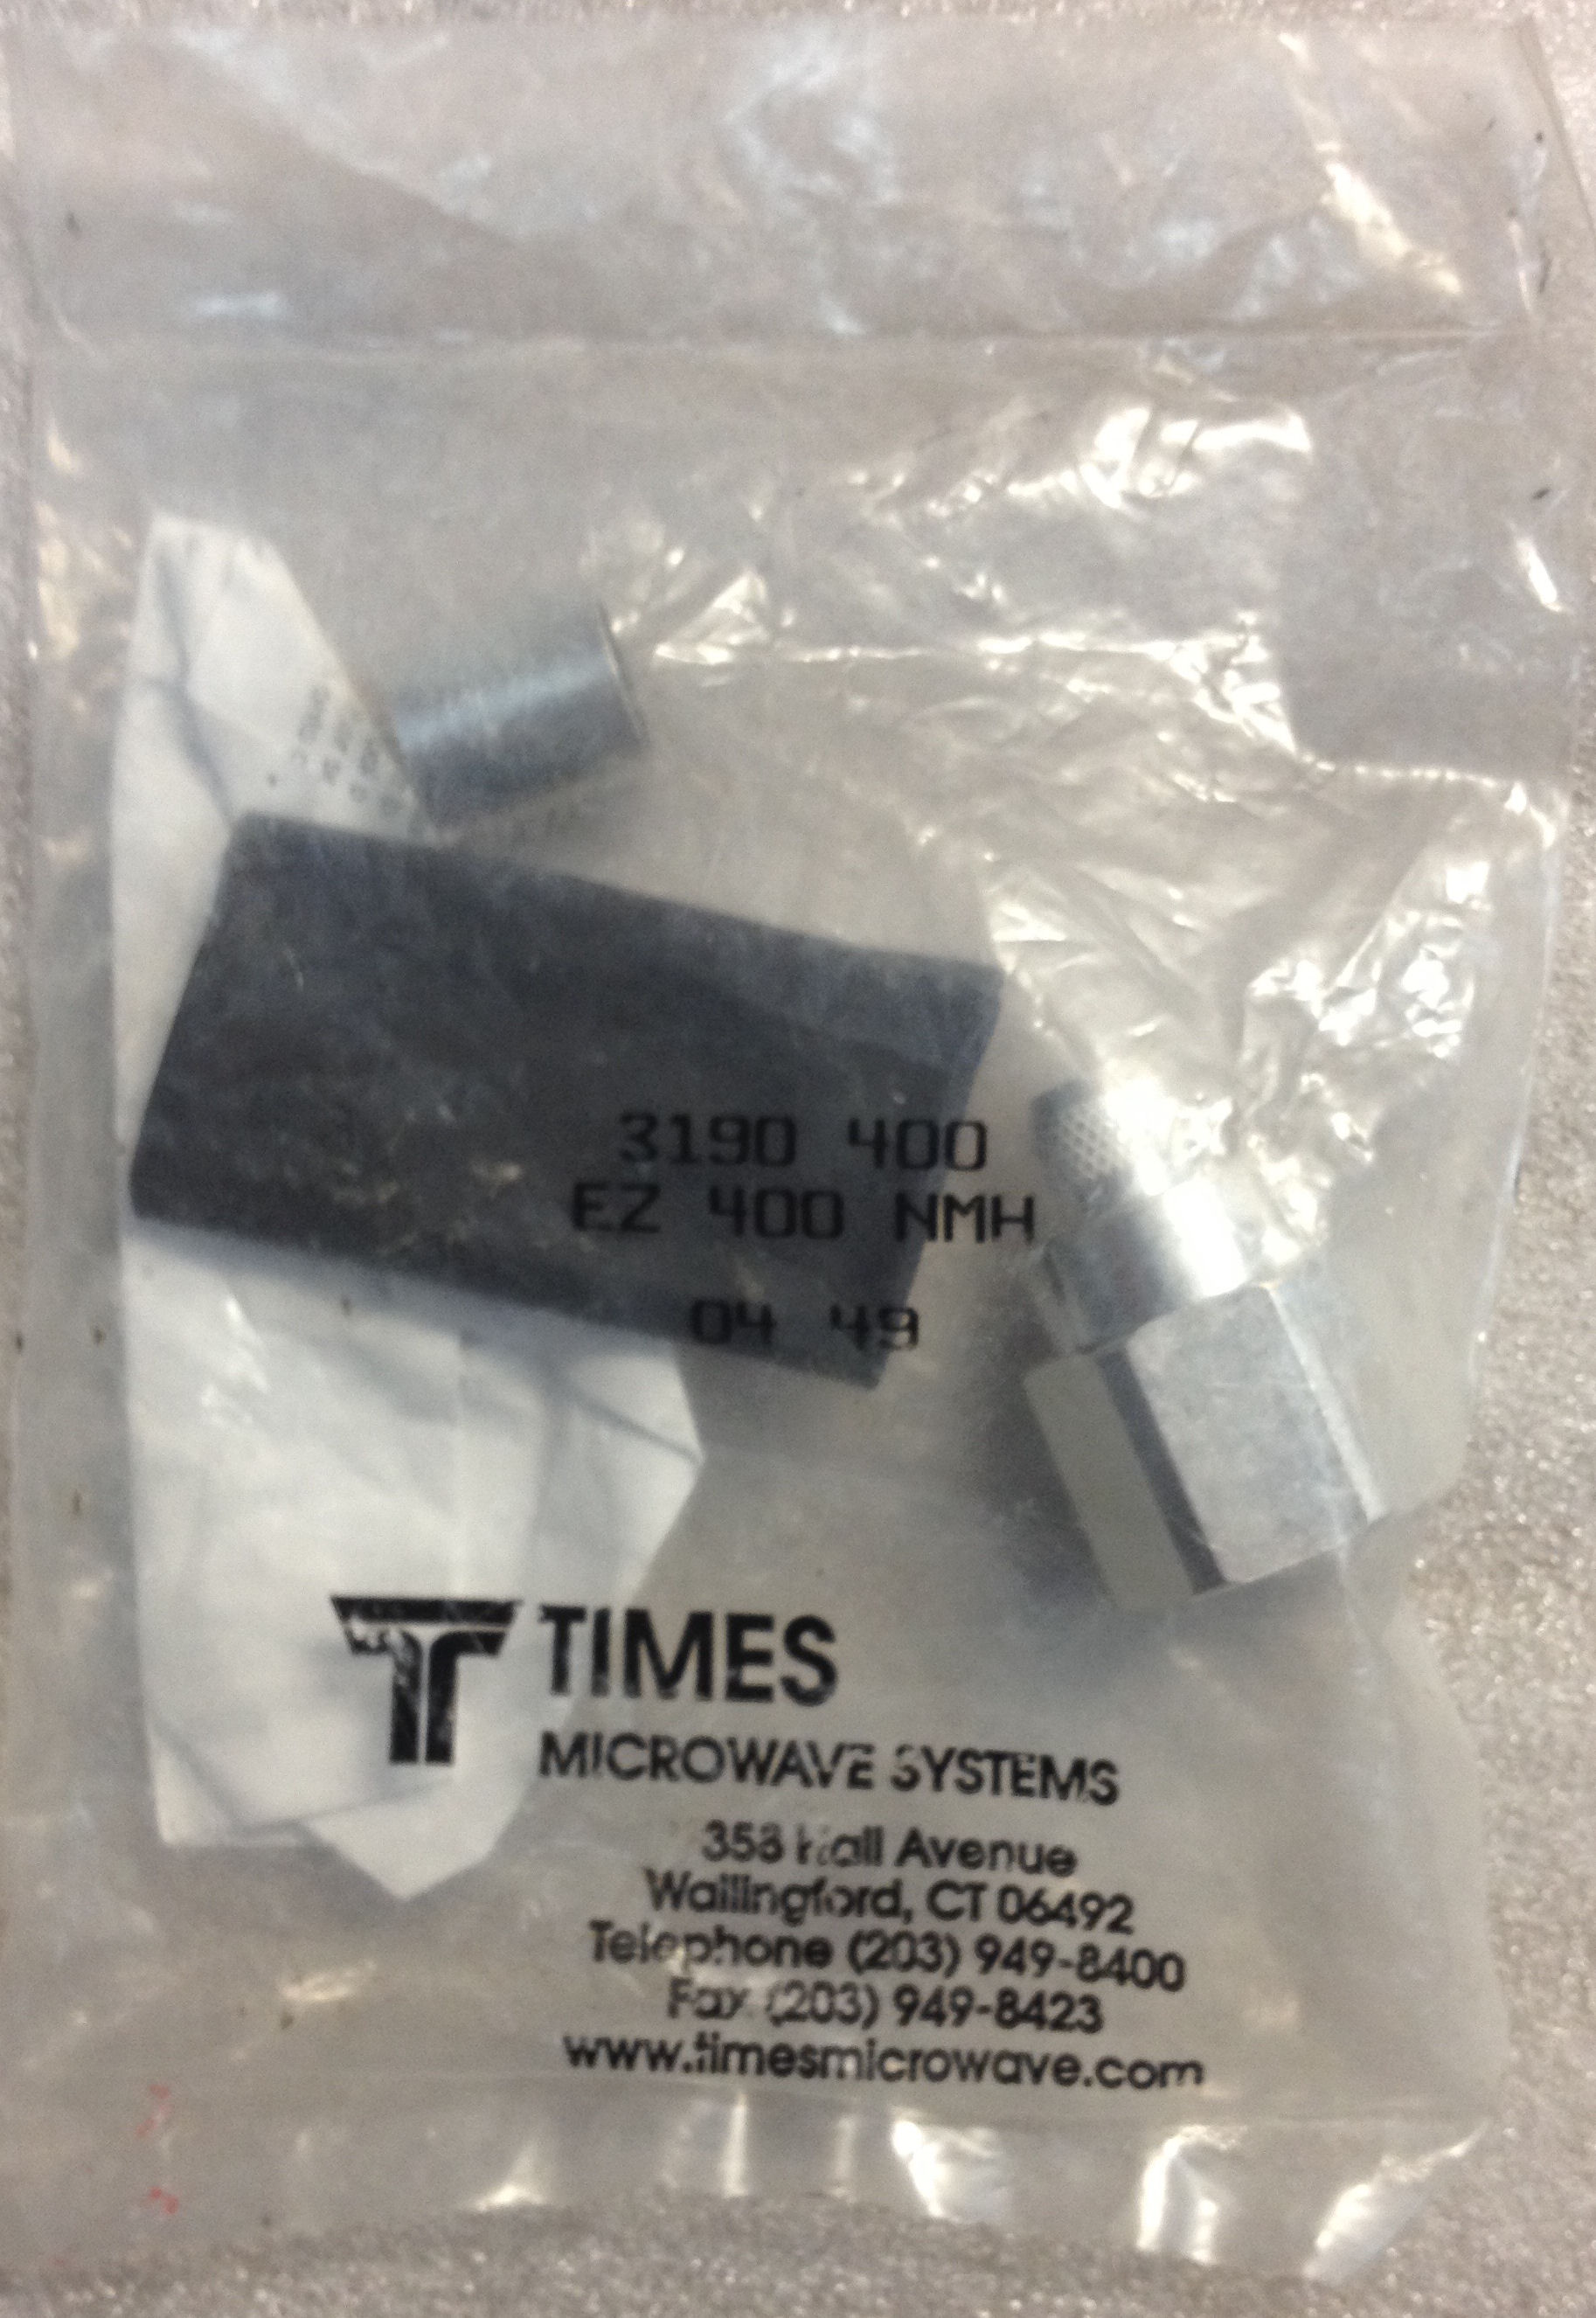 3190 400
EZ 400 NMH
04 49
TIMES
MICROWAVE SYSTEMS
358 Hall Avenue
Wallingford, CT 06492
Telephone (203) 949-8400
Fax (203) 949-8423
www.timesmicrowave.com